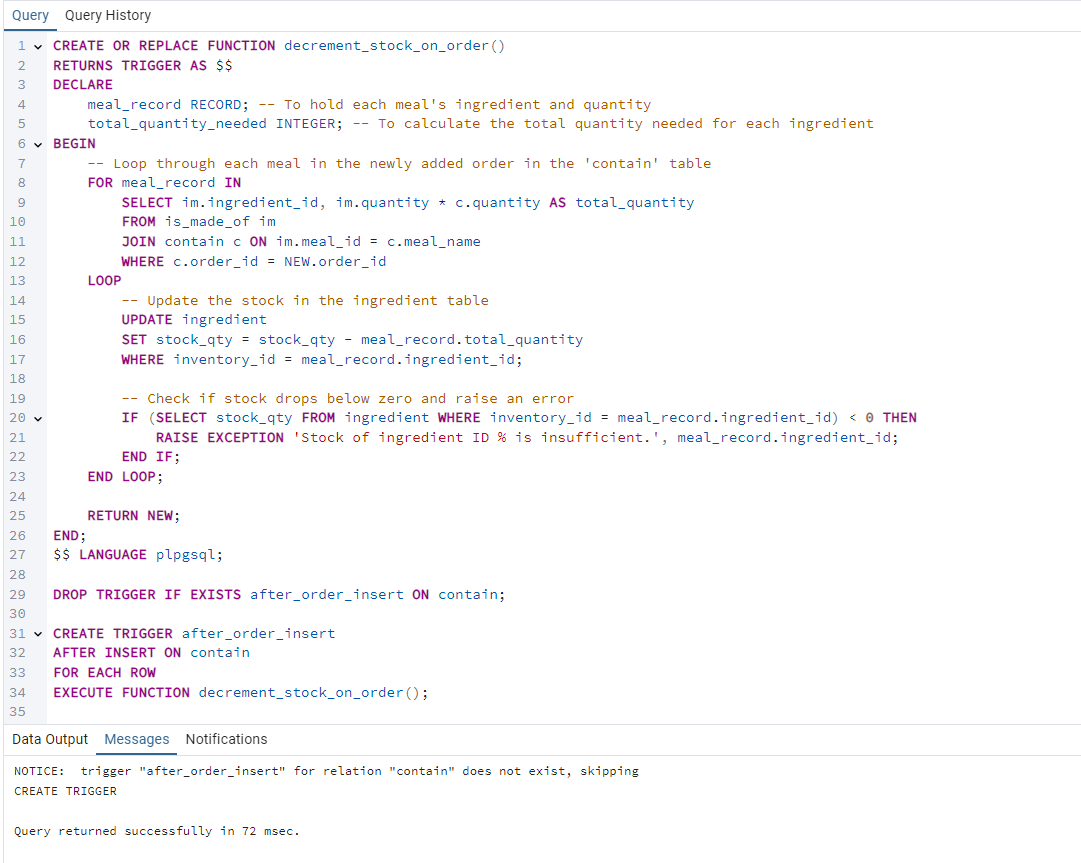 Query Query History
1 CREATE OR REPLACE FUNCTION decrement_stock_on_order()
2 RETURNS TRIGGER AS $$
3 DECLARE
4     meal_record RECORD; -- To hold each meal's ingredient and quantity
5     total_quantity_needed INTEGER; -- To calculate the total quantity needed for each ingredient
6 BEGIN
7     -- Loop through each meal in the newly added order in the 'contain' table
8     FOR meal_record IN
9         SELECT im.ingredient_id, im.quantity * c.quantity AS total_quantity
10         FROM is_made_of im
11         JOIN contain c ON im.meal_id = c.meal_name
12         WHERE c.order_id = NEW.order_id
13     LOOP
14         -- Update the stock in the ingredient table
15         UPDATE ingredient
16         SET stock_qty = stock_qty - meal_record.total_quantity
17         WHERE inventory_id = meal_record.ingredient_id;
18
19         -- Check if stock drops below zero and raise an error
20         IF (SELECT stock_qty FROM ingredient WHERE inventory_id = meal_record.ingredient_id) < 0 THEN
21             RAISE EXCEPTION 'Stock of ingredient ID % is insufficient.', meal_record.ingredient_id;
22         END IF;
23     END LOOP;
24
25     RETURN NEW;
26 END;
27 $$ LANGUAGE plpgsql;
28
29 DROP TRIGGER IF EXISTS after_order_insert ON contain;
30
31 CREATE TRIGGER after_order_insert
32 AFTER INSERT ON contain
33 FOR EACH ROW
34 EXECUTE FUNCTION decrement_stock_on_order();
35
Data Output Messages Notifications
NOTICE:  trigger "after_order_insert" for relation "contain" does not exist, skipping
CREATE TRIGGER
Query returned successfully in 72 msec.